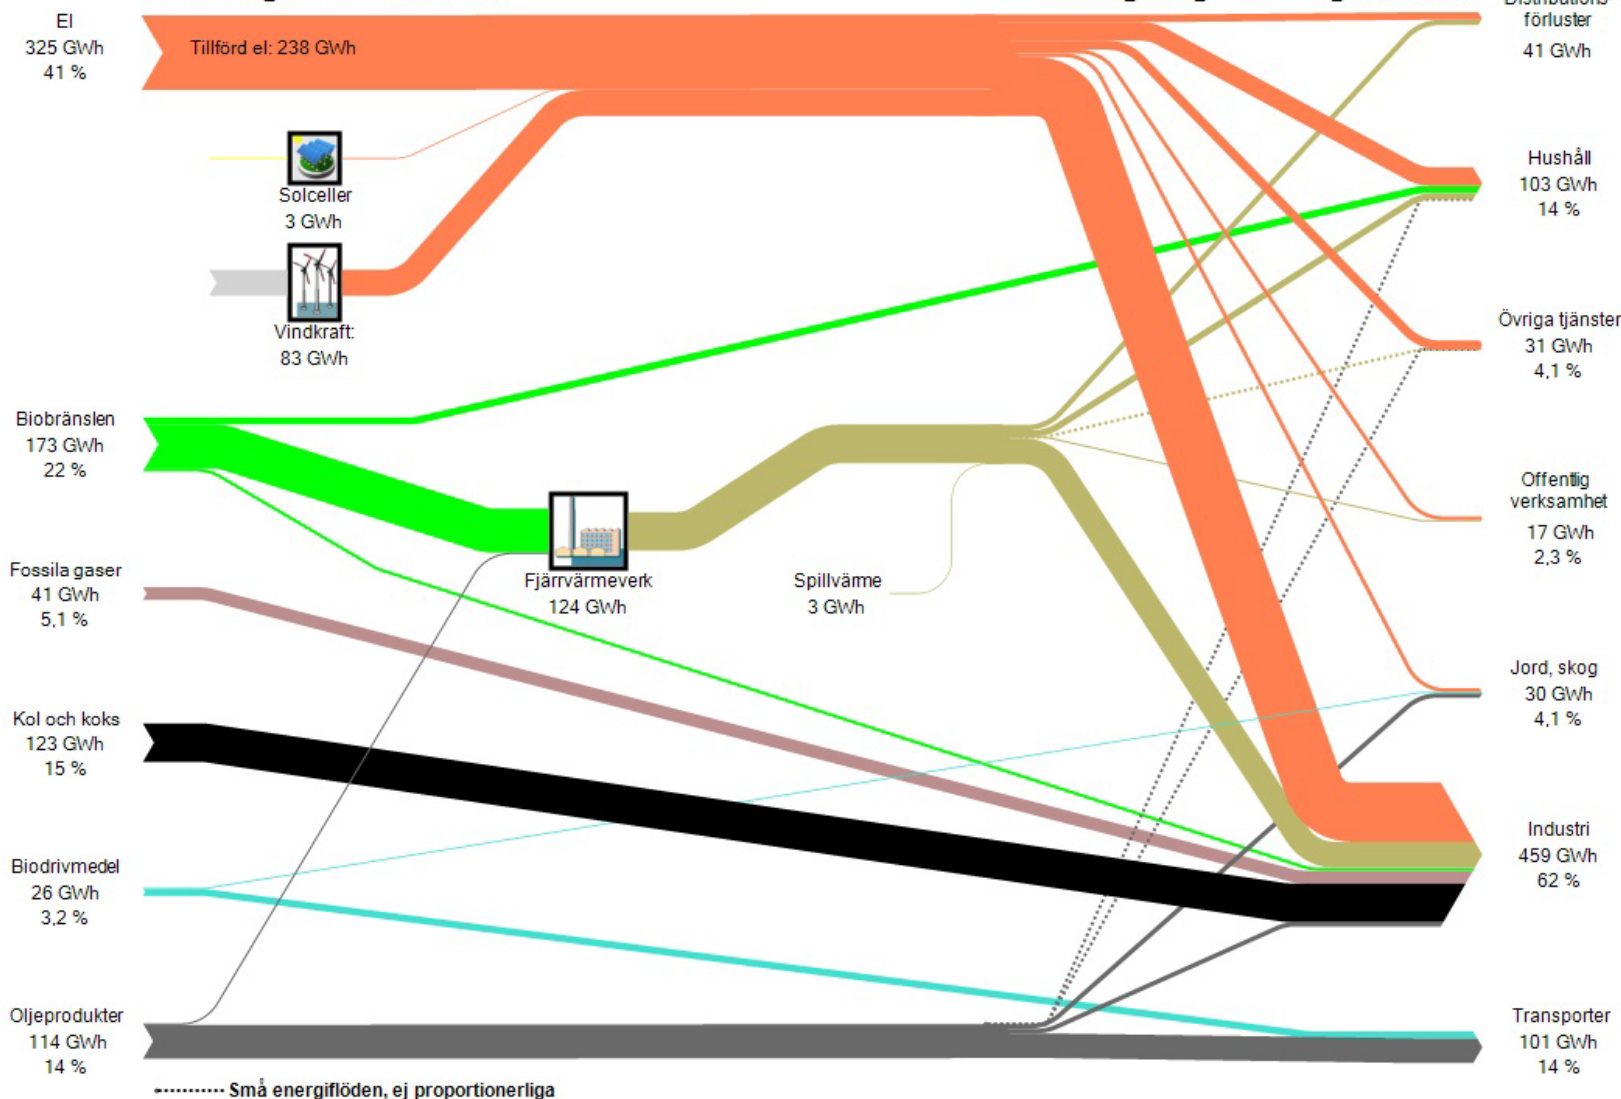 El
325 GWh
41 %
Tillförd el: 238 GWh
Solceller
3 GWh
Vindkraft:
83 GWh
Biobränslen
173 GWh
22 %
Fjärrvärmeverk
124 GWh
Spillvärme
3 GWh
Fossila gaser
41 GWh
5,1 %
Kol och koks
123 GWh
15 %
Biodrivmedel
26 GWh
3,2 %
Oljeprodukter
114 GWh
14 %
Distributions
förluster
41 GWh
Hushåll
103 GWh
14 %
Övriga tjänster
31 GWh
4,1 %
Offentlig
verksamhet
17 GWh
2,3 %
Jord, skog
30 GWh
4,1 %
Industri
459 GWh
62 %
Transporter
101 GWh
14 %
Små energiflöden, ej proportionerliga